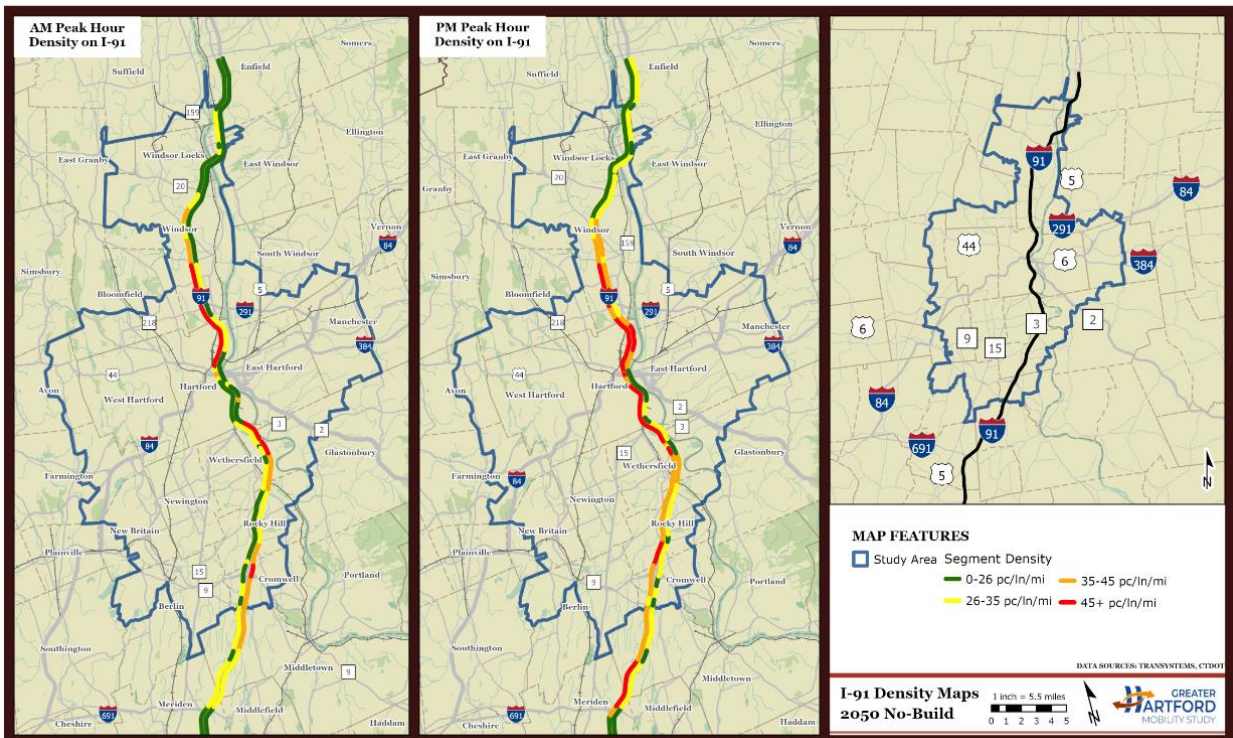 AM Peak Hour
Density on I-91
Somers
Suffield
Enfield
159
Ellington
East Granby
Windsor Locks
East Windsor
20
Windsor
Vernon
84
South Windsor
Simsbury
Bloomfield
5
91
291
218
Manchester
384
44
East Hartford
Avon
Hartford
West Hartford
3
2
84
Glastonbury
Wethersfield
Farmington
Newington
Rocky Hill
New Britain
Plainville
15
Cromwell
Portland
9
Berlin
Southington
Middletown
9
Meriden
Middlefield
691
Cheshire
Haddam
PM Peak Hour
Density on I-91
Somers
Suffield
Enfield
Ellington
East Granby
Windsor Locks
East Windsor
20
Granby
Windsor
Vernon
159
84
South Windsor
Simsbury
Bloomfield
5
91
291
218
Manchester
384
44
East Hartford
Avon
Hartford
West Hartford
2
3
2
15
Glastonbury
Wethersfield
Farmington
84
Newington
Rocky Hill
New Britain
Plainville
9
Cromwell
Portland
Berlin
Southington
Middletown
Meriden
Middlefield
691
Cheshire
Haddam
91
5
84
291
44
6
384
6
3
2
9
15
84
91
691
5
N
MAP FEATURES
Study Area
Segment Density
0-26 pc/ln/mi
35-45 pc/ln/mi
26-35 pc/ln/mi
45+ pc/ln/mi
DATA SOURCES: TRANSYSTEMS, CTDOT
I-91 Density Maps
2050 No-Build
1 inch = 5.5 miles
0 1 2 3 4 5
N
GREATER
HARTFORD
MOBILITY STUDY